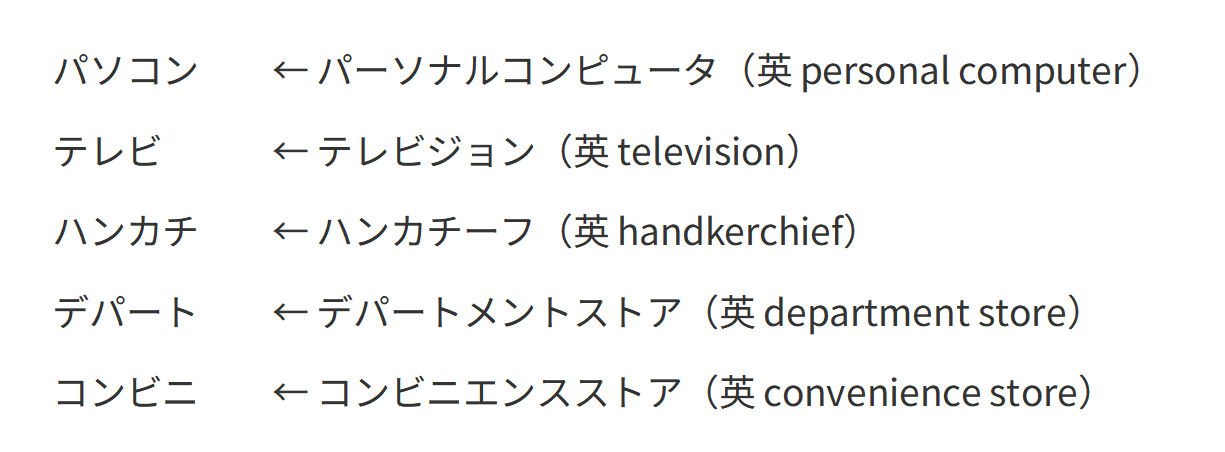 パソコン ← パーソナルコンピュータ（英 personal computer）
テレビ ← テレビジョン（英 television）
ハンカチ ← ハンカチーフ（英 handkerchief）
デパート ← デパートメントストア（英 department store）
コンビニ ← コンビニエンスストア（英 convenience store）